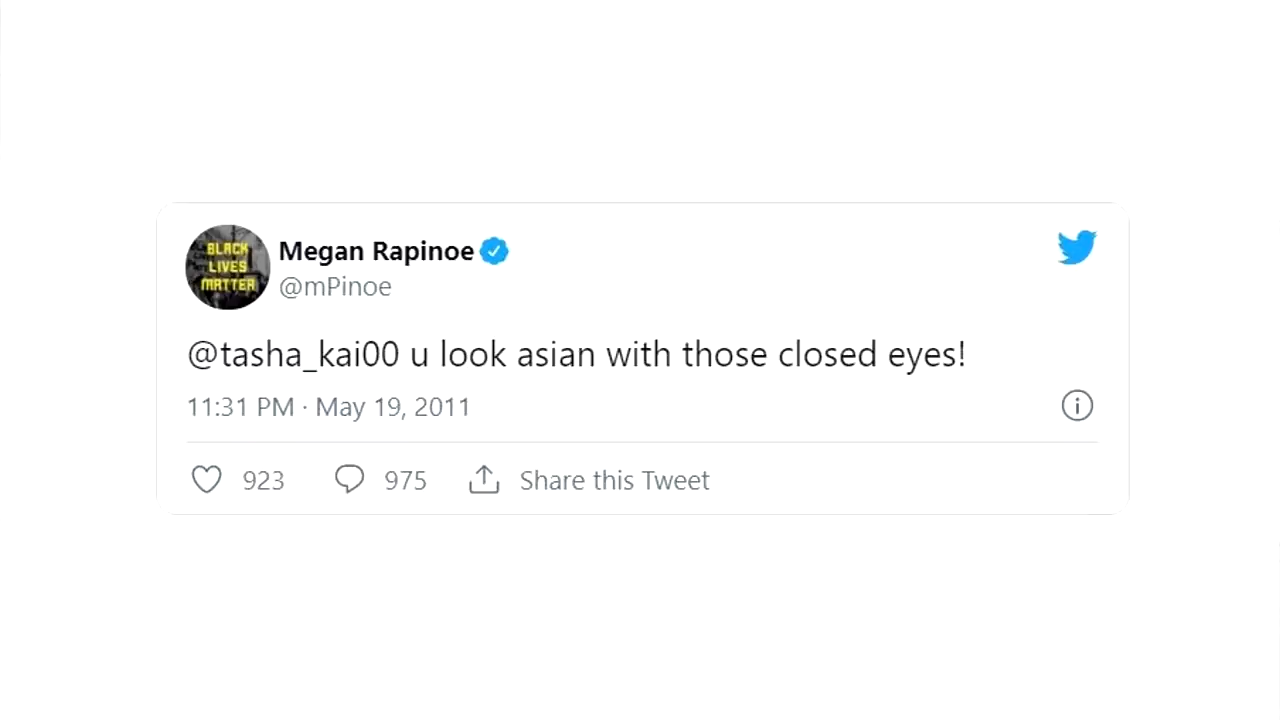 BLACK
LIVES
MATTER
Megan Rapinoe
@mPinoe
@tasha_kai00 u look asian with those closed eyes!
11:31 PM · May 19, 2011
923 975 Share this Tweet